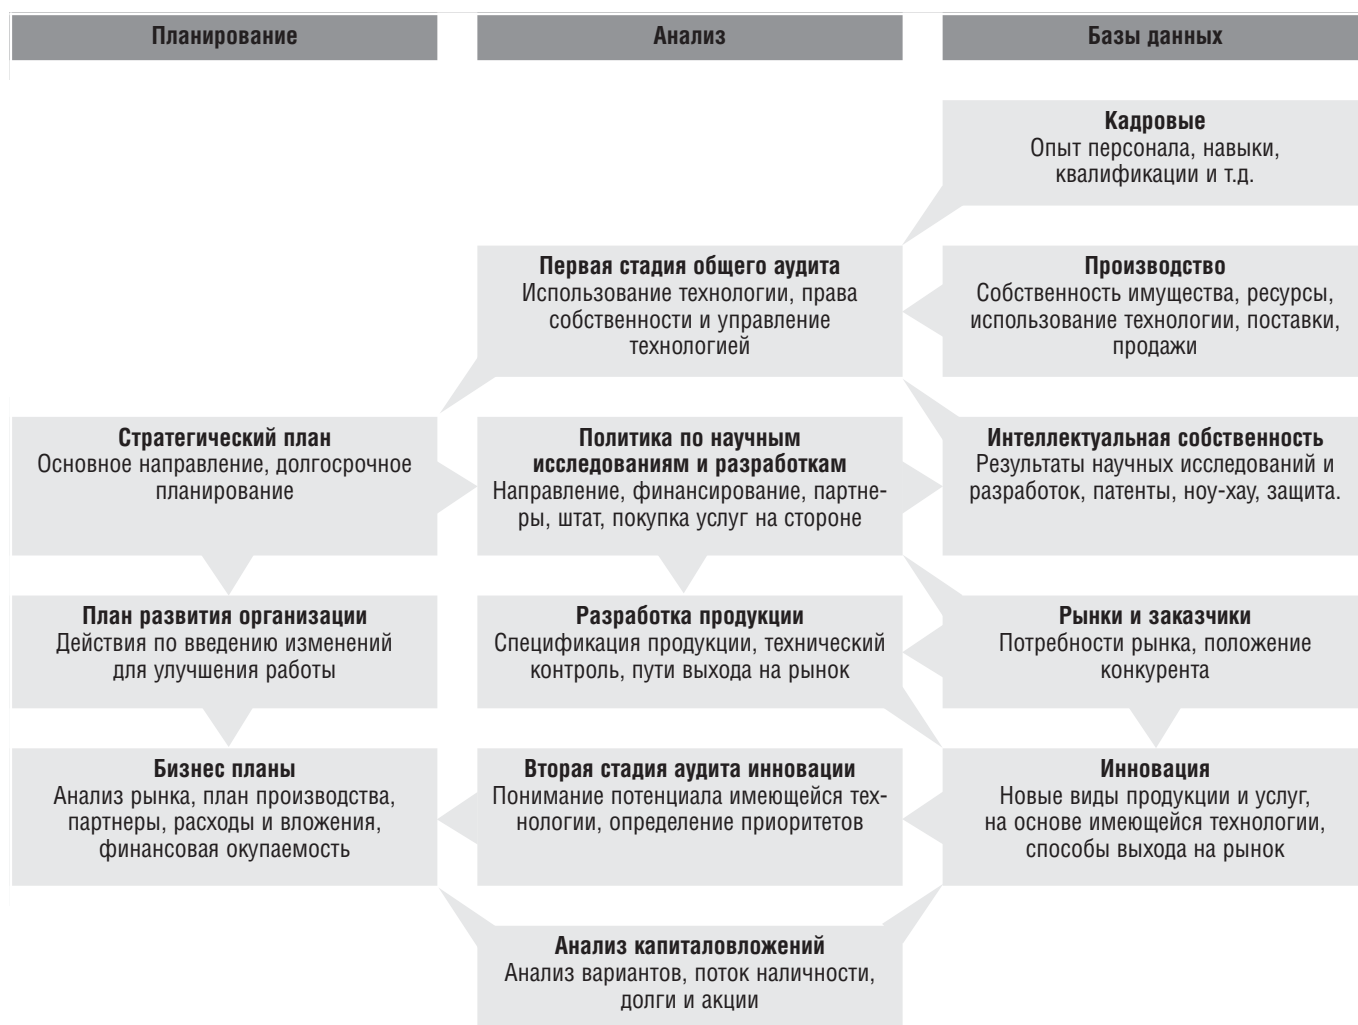 Планирование
Анализ
Базы данных
Кадровые
Опыт персонала, навыки,
квалификации и т.д.
Первая стадия общего аудита
Использование технологии, права
собственности и управление
технологией
Производство
Собственность имущества, ресурсы,
использование технологии, поставки,
продажи
Стратегический план
Основное направление, долгосрочное
планирование
Политика по научным
исследованиям и разработкам
Направление, финансирование, партне-
ры, штат, покупка услуг на стороне
Интеллектуальная собственность
Результаты научных исследований и
разработок, патенты, ноу-хау, защита.
План развития организации
Действия по введению изменений
для улучшения работы
Разработка продукции
Спецификация продукции, технический
контроль, пути выхода на рынок
Рынки и заказчики
Потребности рынка, положение
конкурента
Бизнес планы
Анализ рынка, план производства,
партнеры, расходы и вложения,
финансовая окупаемость
Вторая стадия аудита инновации
Понимание потенциала имеющейся тех-
нологии, определение приоритетов
Инновация
Новые виды продукции и услуг,
на основе имеющейся технологии,
способы выхода на рынок
Анализ капиталовложений
Анализ вариантов, поток наличности,
долги и акции